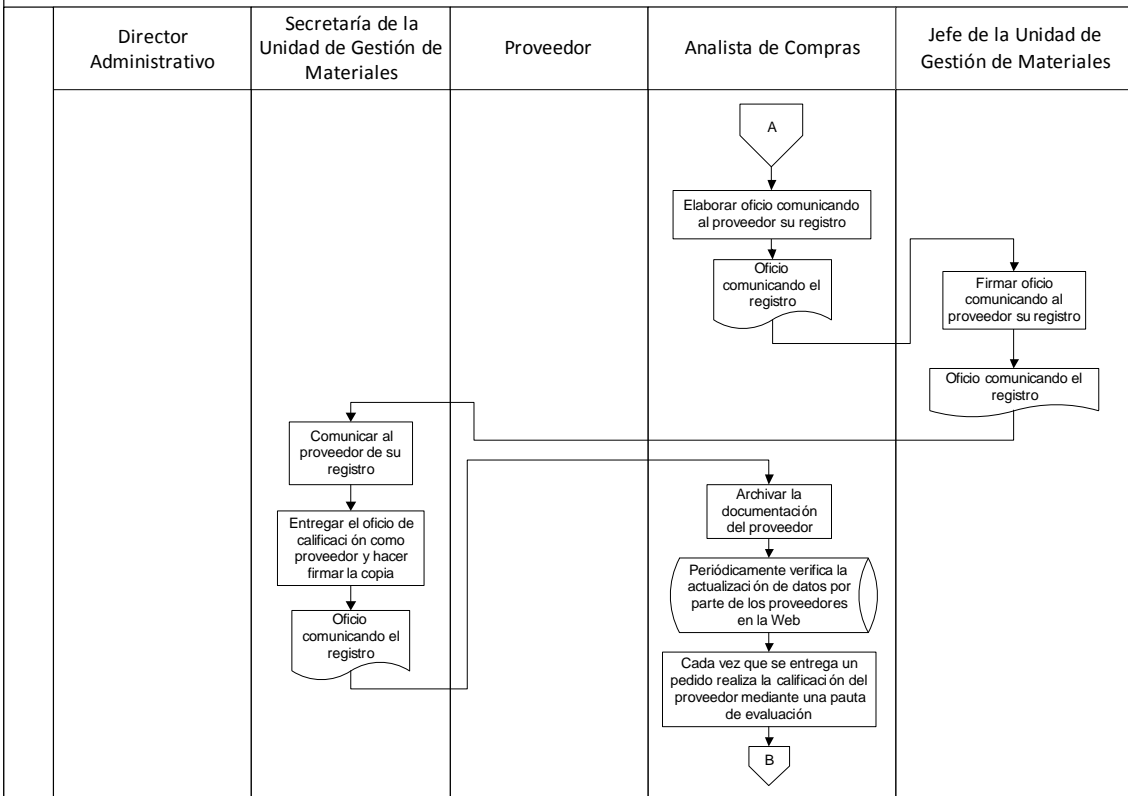 Director
Administrativo
Secretaría de la
Unidad de Gestión de
Materiales
Proveedor
Analista de Compras
Jefe de la Unidad de
Gestión de Materiales
A
Elaborar oficio comunicando
al proveedor su registro
Oficio
comunicando el
registro
Firmar oficio
comunicando al
proveedor su registro
Oficio comunicando el
registro
Comunicar al
proveedor de su
registro
Entregar el oficio de
calificación como
proveedor y hacer
firmar la copia
Oficio
comunicando el
registro
Archivar la
documentación
del proveedor
Periódicamente verifica la
actualización de datos por
parte de los proveedores
en la Web
Cada vez que se entrega un
pedido realiza la calificación del
proveedor mediante una pauta
de evaluación
B